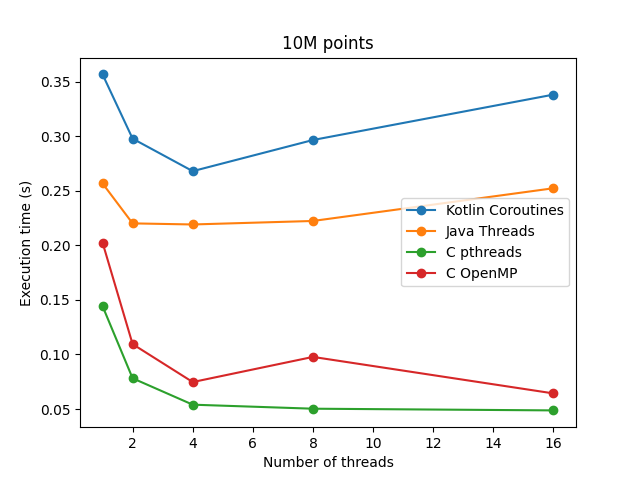 10M points
Execution time (s)
0.35
0.30
0.25
0.20
0.15
0.10
0.05
Kotlin Coroutines
Java Threads
C pthreads
C OpenMP
2 4 6 8 10 12 14 16
Number of threads